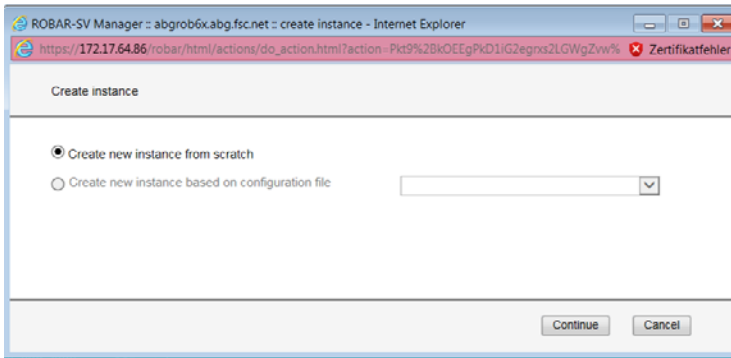 ROBAR-SV Manager :: abgrob6x.abg.fsc.net :: create instance - Internet Explorer
https://172.17.64.86/robar/html/actions/do_action.html?action=Pkt9%2BkOEEgPkD1iG2egrxs2LGWgZvw% Zertifikatfehler
Create instance
Create new instance from scratch
Create new instance based on configuration file
Continue Cancel